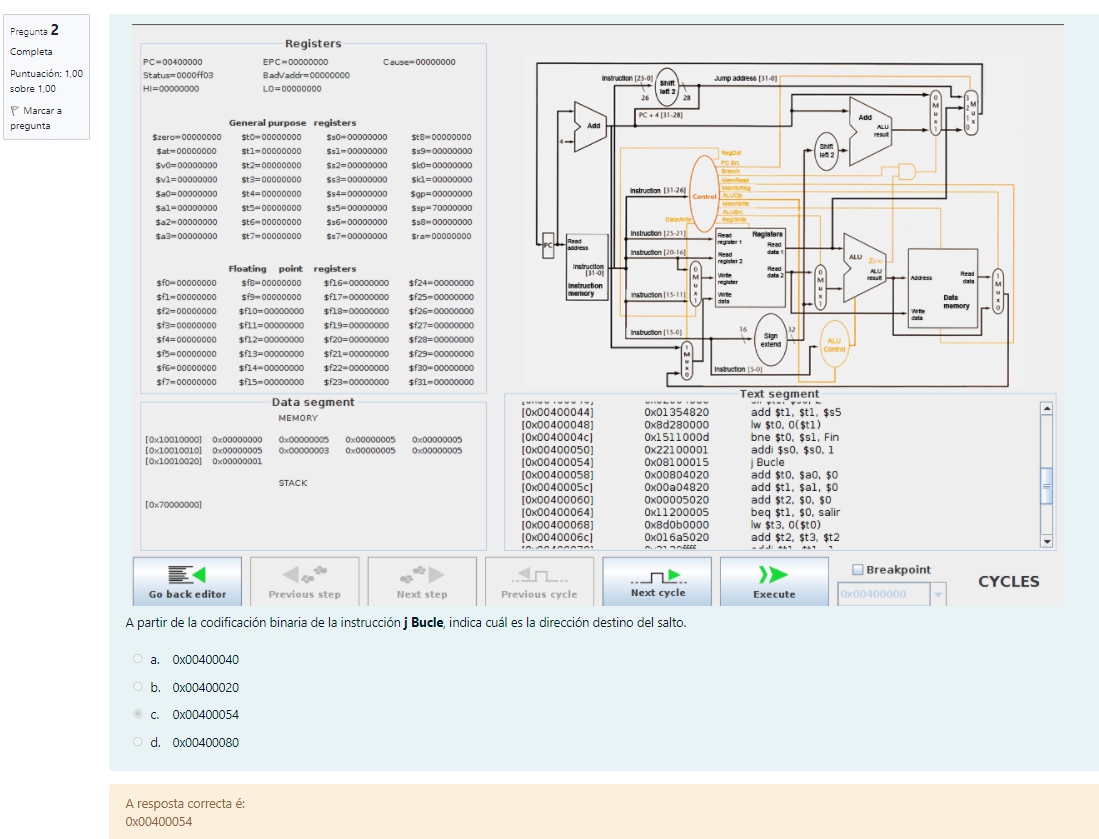 Pregunta 2
Completa
Puntuación: 1,00
sobre 1,00
Marcar a
pregunta
Registers
PC=00400000 EPC=00000000 Cause=00000000
Status=0000ff03 BadVaddr=00000000
HI=00000000 LO=00000000
General purpose registers
$zero=00000000 $t0=00000000 $s0=00000000 $t8=00000000
$at=00000000 $t1=00000000 $s1=00000000 $s9=00000000
$v0=00000000 $t2=00000000 $s2=00000000 $k0=00000000
$v1=00000000 $t3=00000000 $s3=00000000 $k1=00000000
$a0=00000000 $t4=00000000 $s4=00000000 $gp=00000000
$a1=00000000 $t5=00000000 $s5=00000000 $sp=70000000
$a2=00000000 $t6=00000000 $s6=00000000 $s8=00000000
$a3=00000000 $t7=00000000 $s7=00000000 $ra=00000000
Floating point registers
$f0=00000000 $f8=00000000 $f16=00000000 $f24=00000000
$f1=00000000 $f9=00000000 $f17=00000000 $f25=00000000
$f2=00000000 $f10=00000000 $f18=00000000 $f26=00000000
$f3=00000000 $f11=00000000 $f19=00000000 $f27=00000000
$f4=00000000 $f12=00000000 $f20=00000000 $f28=00000000
$f5=00000000 $f13=00000000 $f21=00000000 $f29=00000000
$f6=00000000 $f14=00000000 $f22=00000000 $f30=00000000
$f7=00000000 $f15=00000000 $f23=00000000 $f31=00000000
Instruction [25-0]
Shift
left 2
Jump address [31-0]
26
28
PC + 4 [31-28]
Add
4
Add
ALU
result
Shift
left 2
0
M
u
x
1
1
M
2 u
1 x
0
RegDst
PC Src
Branch
MemRead
MemtoReg
ALUOp
MemWrite
ALUSrc
RegWrite
Instruction [31-26]
Control
DataWrite
PC
Read
address
Instruction
[31-0]
Instruction
memory
Instruction [25-21]
Instruction [20-16]
Instruction [15-11]
Instruction [15-0]
0
M
u
x
1
Read
register 1
Read
register 2
Write
register
Write
data
Registers
Read
data 1
Read
data 2
0
M
u
x
1
ALU
Zero
ALU
result
Address
Read
data
Data
memory
Write
data
1
M
u
x
0
16
Sign
extend
32
ALU
Control
1
M
u
x
0
Instruction [5-0]
Data segment
MEMORY
[0x10010000] 0x00000000 0x00000005 0x00000005 0x00000005
[0x10010010] 0x00000005 0x00000003 0x00000005 0x00000005
[0x10010020] 0x00000001
STACK
[0x70000000]
Text segment
[0x00400044] 0x01354820 add $t1, $t1, $s5
[0x00400048] 0x8d280000 lw $t0, 0($t1)
[0x0040004c] 0x1511000d bne $t0, $s1, Fin
[0x00400050] 0x22100001 addi $s0, $s0, 1
[0x00400054] 0x08100015 j Bucle
[0x00400058] 0x00804020 add $t0, $a0, $0
[0x0040005c] 0x00a04820 add $t1, $a1, $0
[0x00400060] 0x00005020 add $t2, $0, $0
[0x00400064] 0x11200005 beq $t1, $0, salir
[0x00400068] 0x8d0b0000 lw $t3, 0($t0)
[0x0040006c] 0x016a5020 add $t2, $t3, $t2
Go back editor
Previous step
Next step
Previous cycle
Next cycle
Execute
Breakpoint
0x00400000
CYCLES
A partir de la codificación binaria de la instrucción j Bucle, indica cuál es la dirección destino del salto.
a. 0x00400040
b. 0x00400020
c. 0x00400054
d. 0x00400080
A resposta correcta é:
0x00400054